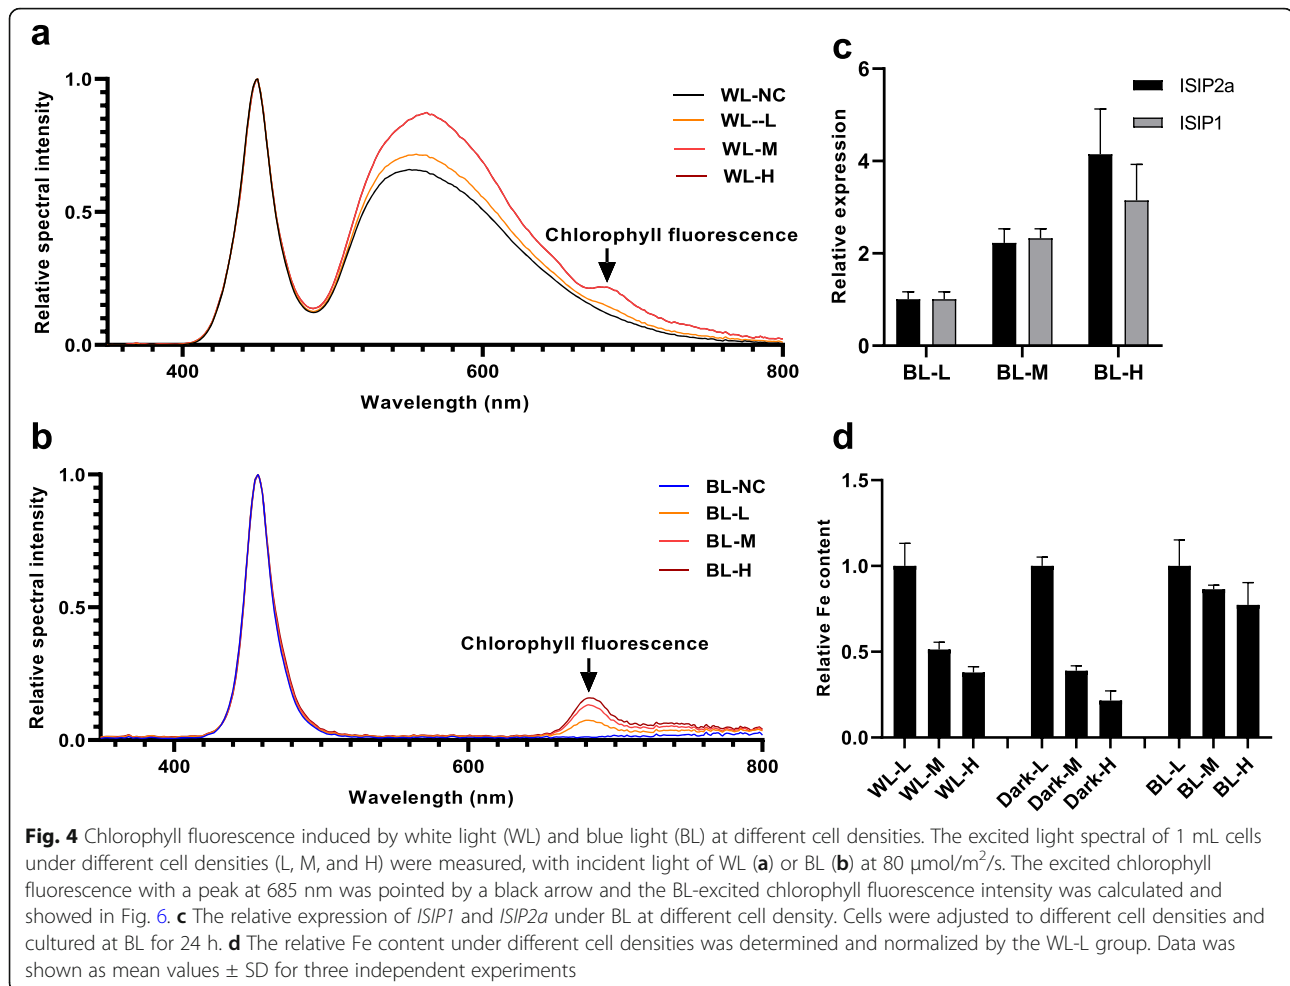 a
1.0
0.5
0.0
Relative spectral intensity
WL-NC
WL--L
WL-M
WL-H
Chlorophyll fluorescence
400
600
800
Wavelength (nm)
b
1.0
0.5
0.0
Relative spectral intensity
BL-NC
BL-L
BL-M
BL-H
Chlorophyll fluorescence
400
600
800
Wavelength (nm)
c
6
4
2
0
Relative expression
ISIP2a
ISIP1
BL-L
BL-M
BL-H
d
1.5
1.0
0.5
0.0
Relative Fe content
WL-L
WL-M
WL-H
Dark-L
Dark-M
Dark-H
BL-L
BL-M
BL-H
Fig. 4 Chlorophyll fluorescence induced by white light (WL) and blue light (BL) at different cell densities. The excited light spectral of 1 mL cells
under different cell densities (L, M, and H) were measured, with incident light of WL (a) or BL (b) at 80 μmol/m²/s. The excited chlorophyll
fluorescence with a peak at 685 nm was pointed by a black arrow and the BL-excited chlorophyll fluorescence intensity was calculated and
showed in Fig. 6. c The relative expression of ISIP1 and ISIP2a under BL at different cell density. Cells were adjusted to different cell densities and
cultured at BL for 24 h. d The relative Fe content under different cell densities was determined and normalized by the WL-L group. Data was
shown as mean values ± SD for three independent experiments